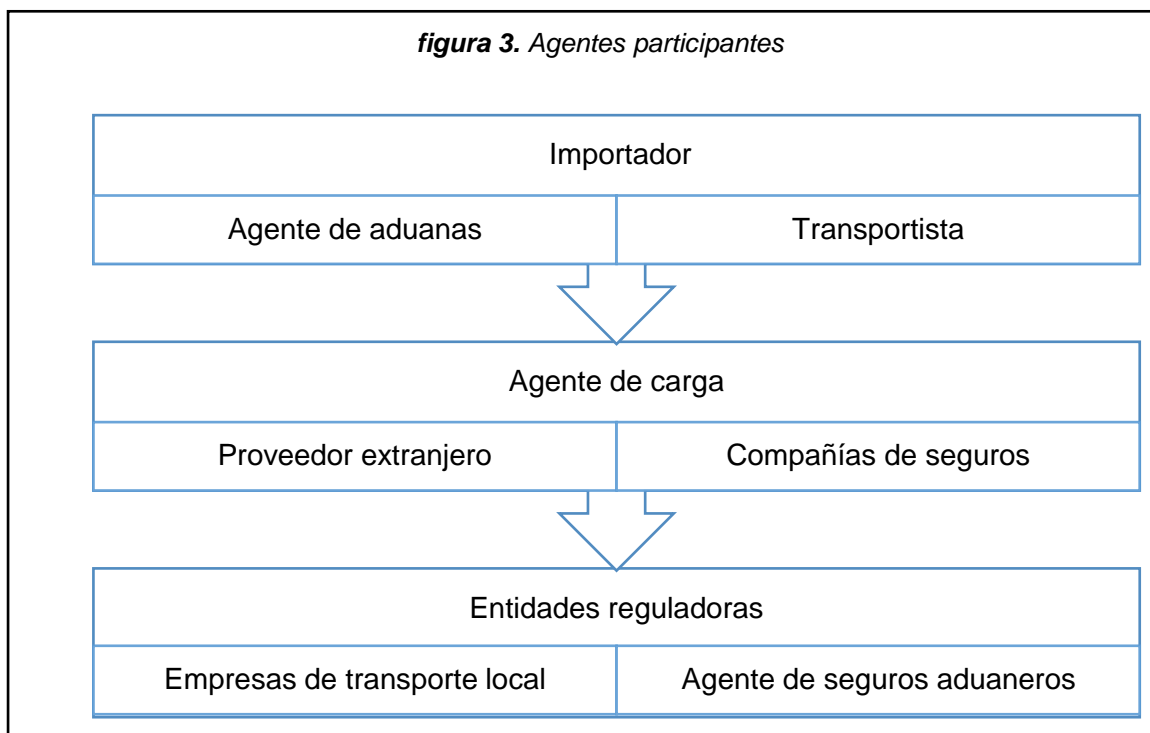 figura 3. Agentes participantes
Importador
Agente de aduanas
Transportista
Agente de carga
Proveedor extranjero
Compañías de seguros
Entidades reguladoras
Empresas de transporte local
Agente de seguros aduaneros